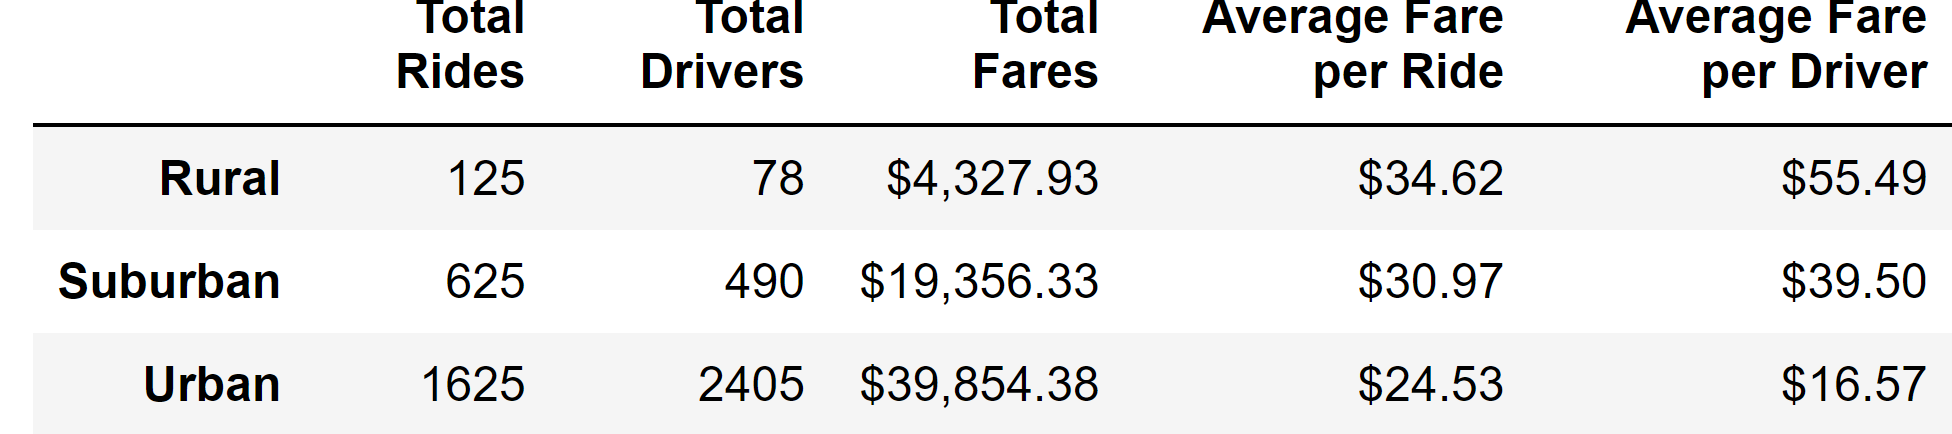 Total Total Total Average Fare Average Fare
Rides Drivers Fares per Ride per Driver
Rural 125 78 $4,327.93 $34.62 $55.49
Suburban 625 490 $19,356.33 $30.97 $39.50
Urban 1625 2405 $39,854.38 $24.53 $16.57